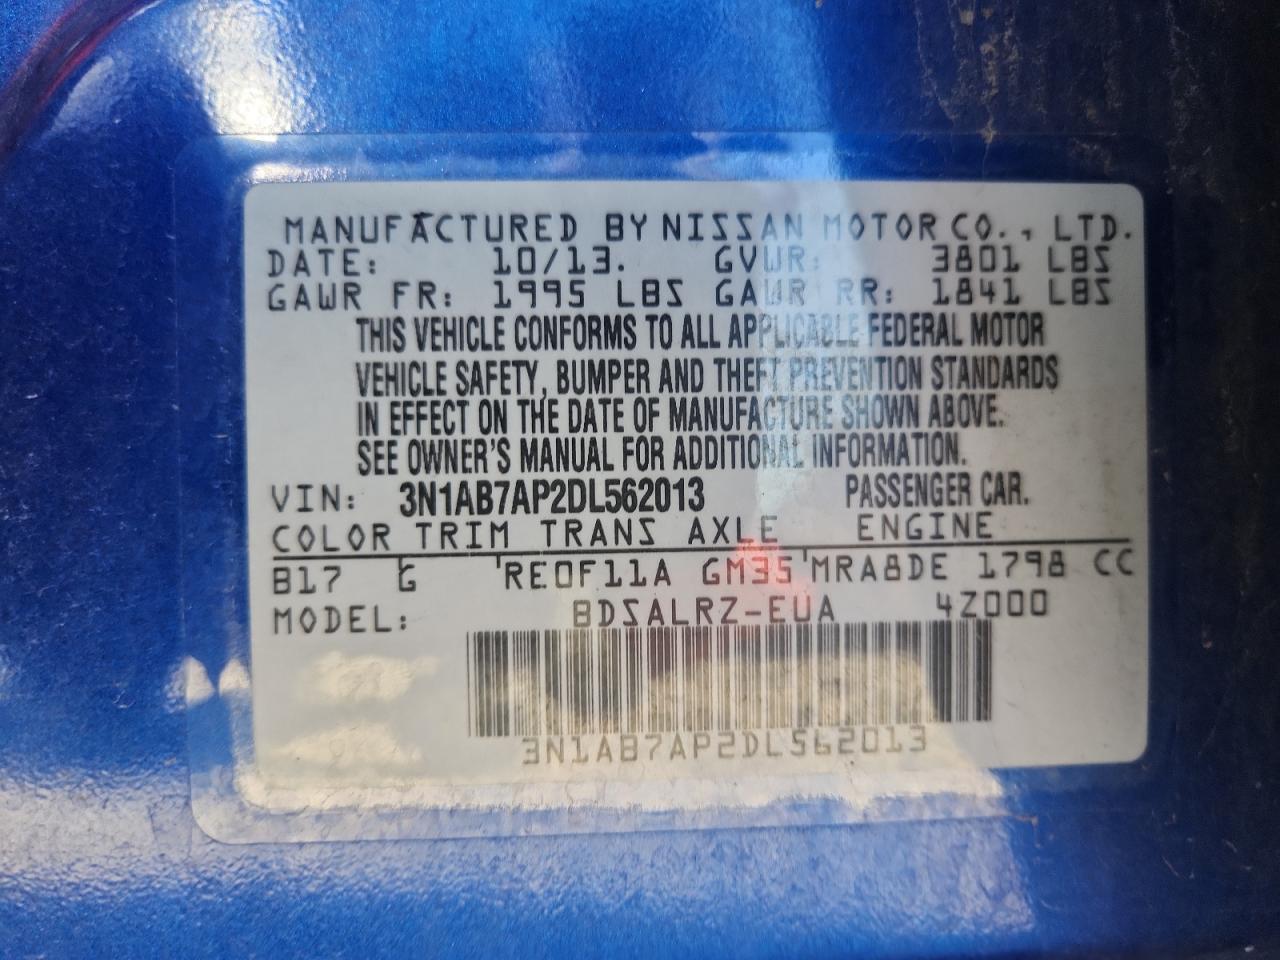 MANUFACTURED BY NISSAN MOTOR CO., LTD.
DATE: 10/13. GVWR: 3801 LBS
GAWR FR: 1995 LBS GAWR RR: 1841 LBS
THIS VEHICLE CONFORMS TO ALL APPLICABLE FEDERAL MOTOR
VEHICLE SAFETY, BUMPER AND THEFT PREVENTION STANDARDS
IN EFFECT ON THE DATE OF MANUFACTURE SHOWN ABOVE.
SEE OWNER'S MANUAL FOR ADDITIONAL INFORMATION.
VIN: 3N1AB7AP2DL562013 PASSENGER CAR.
COLOR TRIM TRANS AXLE ENGINE
B17 G RE0F11A GM35 MRA8DE 1798 CC
MODEL: BDSALRZ-EUA 4Z000
3N1AB7AP2DL562013